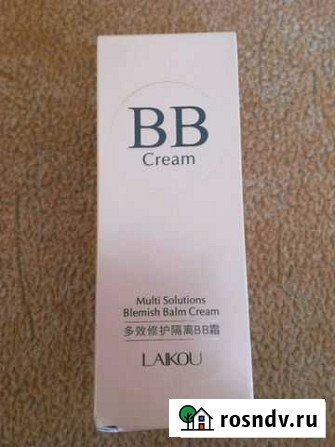 BB
Cream
Multi Solutions
Blemish Balm Cream
多效修护隔离BB霜
LAIKOU
rosndv.ru